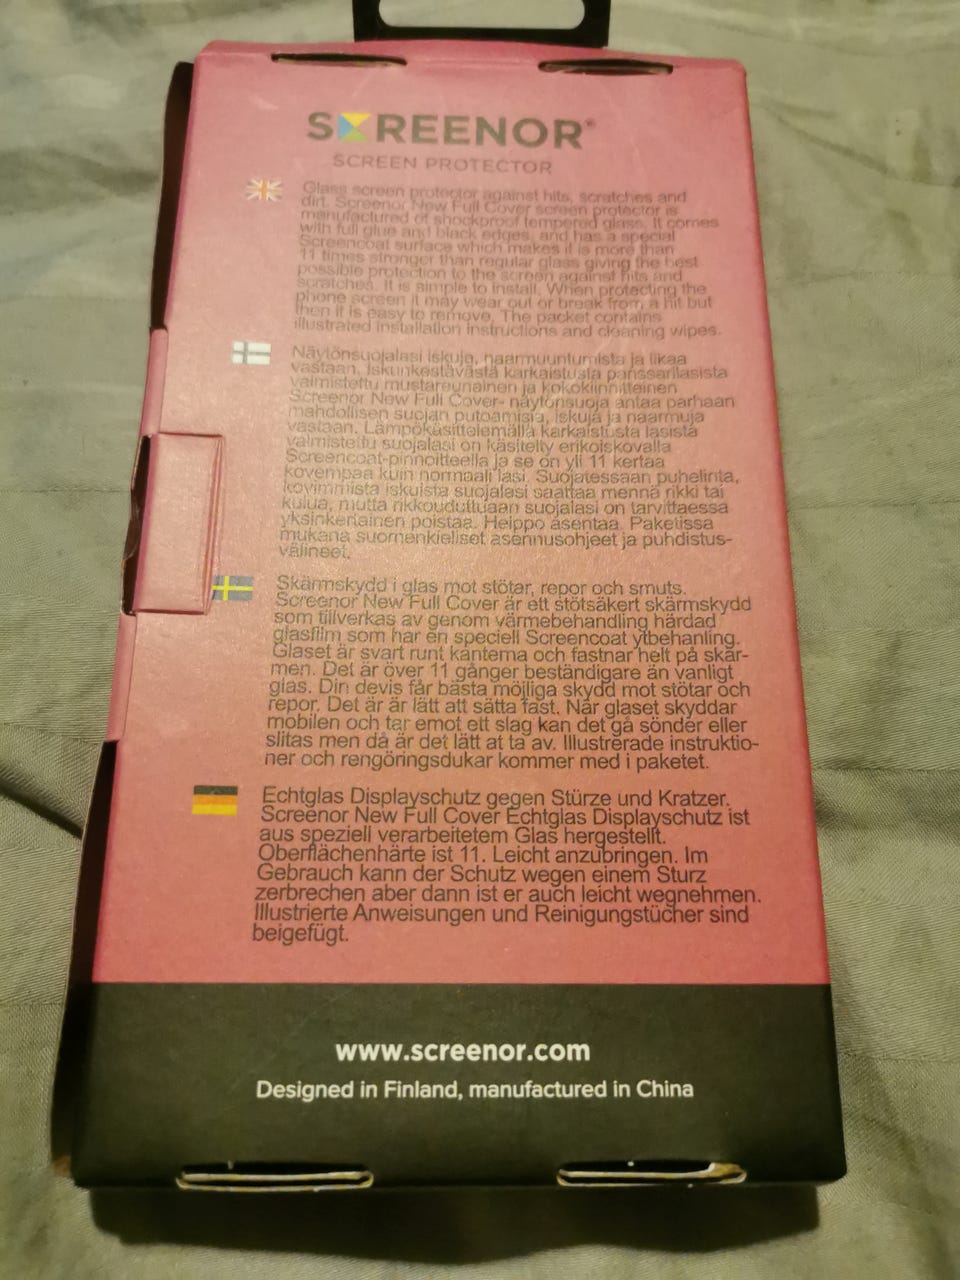 SCREENOR®
SCREEN PROTECTOR
Glass screen protector against hits, scratches and
dirt. Screenor New Full Cover screen protector is
manufactured of shockproof tempered glass. It comes
with full glue and black edges, and has a special
Screencoat surface which makes it is more than
11 times stronger than regular glass giving the best
possible protection to the screen against hits and
scratches. It is simple to install. When protecting the
phone screen it may wear out or break from a hit but
then it is easy to remove. The packet contains
illustrated installation instructions and cleaning wipes.
Näytönsuojalasi iskuja, naarmuuntumista ja likaa
vastaan. Iskunkestävästä karkaistusta panssarilasista
valmistettu mustareunainen ja kokokiinnitteinen
Screenor New Full Cover- näytönsuoja antaa parhaan
mahdollisen suojan putoamisia, iskuja ja naarmuja
vastaan. Lämpökäsittelemällä karkaistusta lasista
valmistettu suojalasi on käsitelty erikoiskovalla
Screencoat-pinnoitteella ja se on yli 11 kertaa
kovempaa kuin normaali lasi. Suojatessaan puhelinta,
kovimmista iskuista suojalasi saattaa mennä rikki tai
kulua, mutta rikkouduttuaan suojalasi on tarvittaessa
yksinkertainen poistaa. Helppo asentaa. Paketissa
mukana suomenkieliset asennusohjeet ja puhdistus-
välineet.
Skärmskydd i glas mot stötar, repor och smuts.
Screenor New Full Cover är ett stötsäkert skärmskydd
som tillverkas av genom värmebehandling härdad
glasfilm som har en speciell Screencoat ytbehanling.
Glaset är svart runt kanterna och fastnar helt på skär-
men. Det är över 11 gånger beständigare än vanligt
glas. Din devis får bästa möjliga skydd mot stötar och
repor. Det är är lätt att sätta fast. När glaset skyddar
mobilen och tar emot ett slag kan det gå sönder eller
slitas men då är det lätt at ta av. Illustrerade instruktio-
ner och rengöringsdukar kommer med i paketet.
Echtglas Displayschutz gegen Stürze und Kratzer.
Screenor New Full Cover Echtglas Displayschutz ist
aus speziell verarbeitetem Glas hergestellt.
Oberflächenhärte ist 11. Leicht anzubringen. Im
Gebrauch kann der Schutz wegen einem Sturz
zerbrechen aber dann ist er auch leicht wegnehmen.
Illustrierte Anweisungen und Reinigungstücher sind
beigefügt.
www.screenor.com
Designed in Finland, manufactured in China